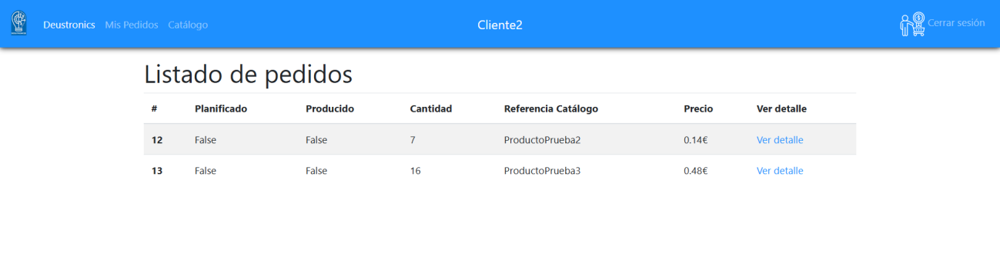 Deustronics Mis Pedidos Catálogo Cliente2 Cerrar sesión
Listado de pedidos
# Planificado Producido Cantidad Referencia Catálogo Precio Ver detalle
12 False False 7 ProductoPrueba2 0.14€ Ver detalle
13 False False 16 ProductoPrueba3 0.48€ Ver detalle